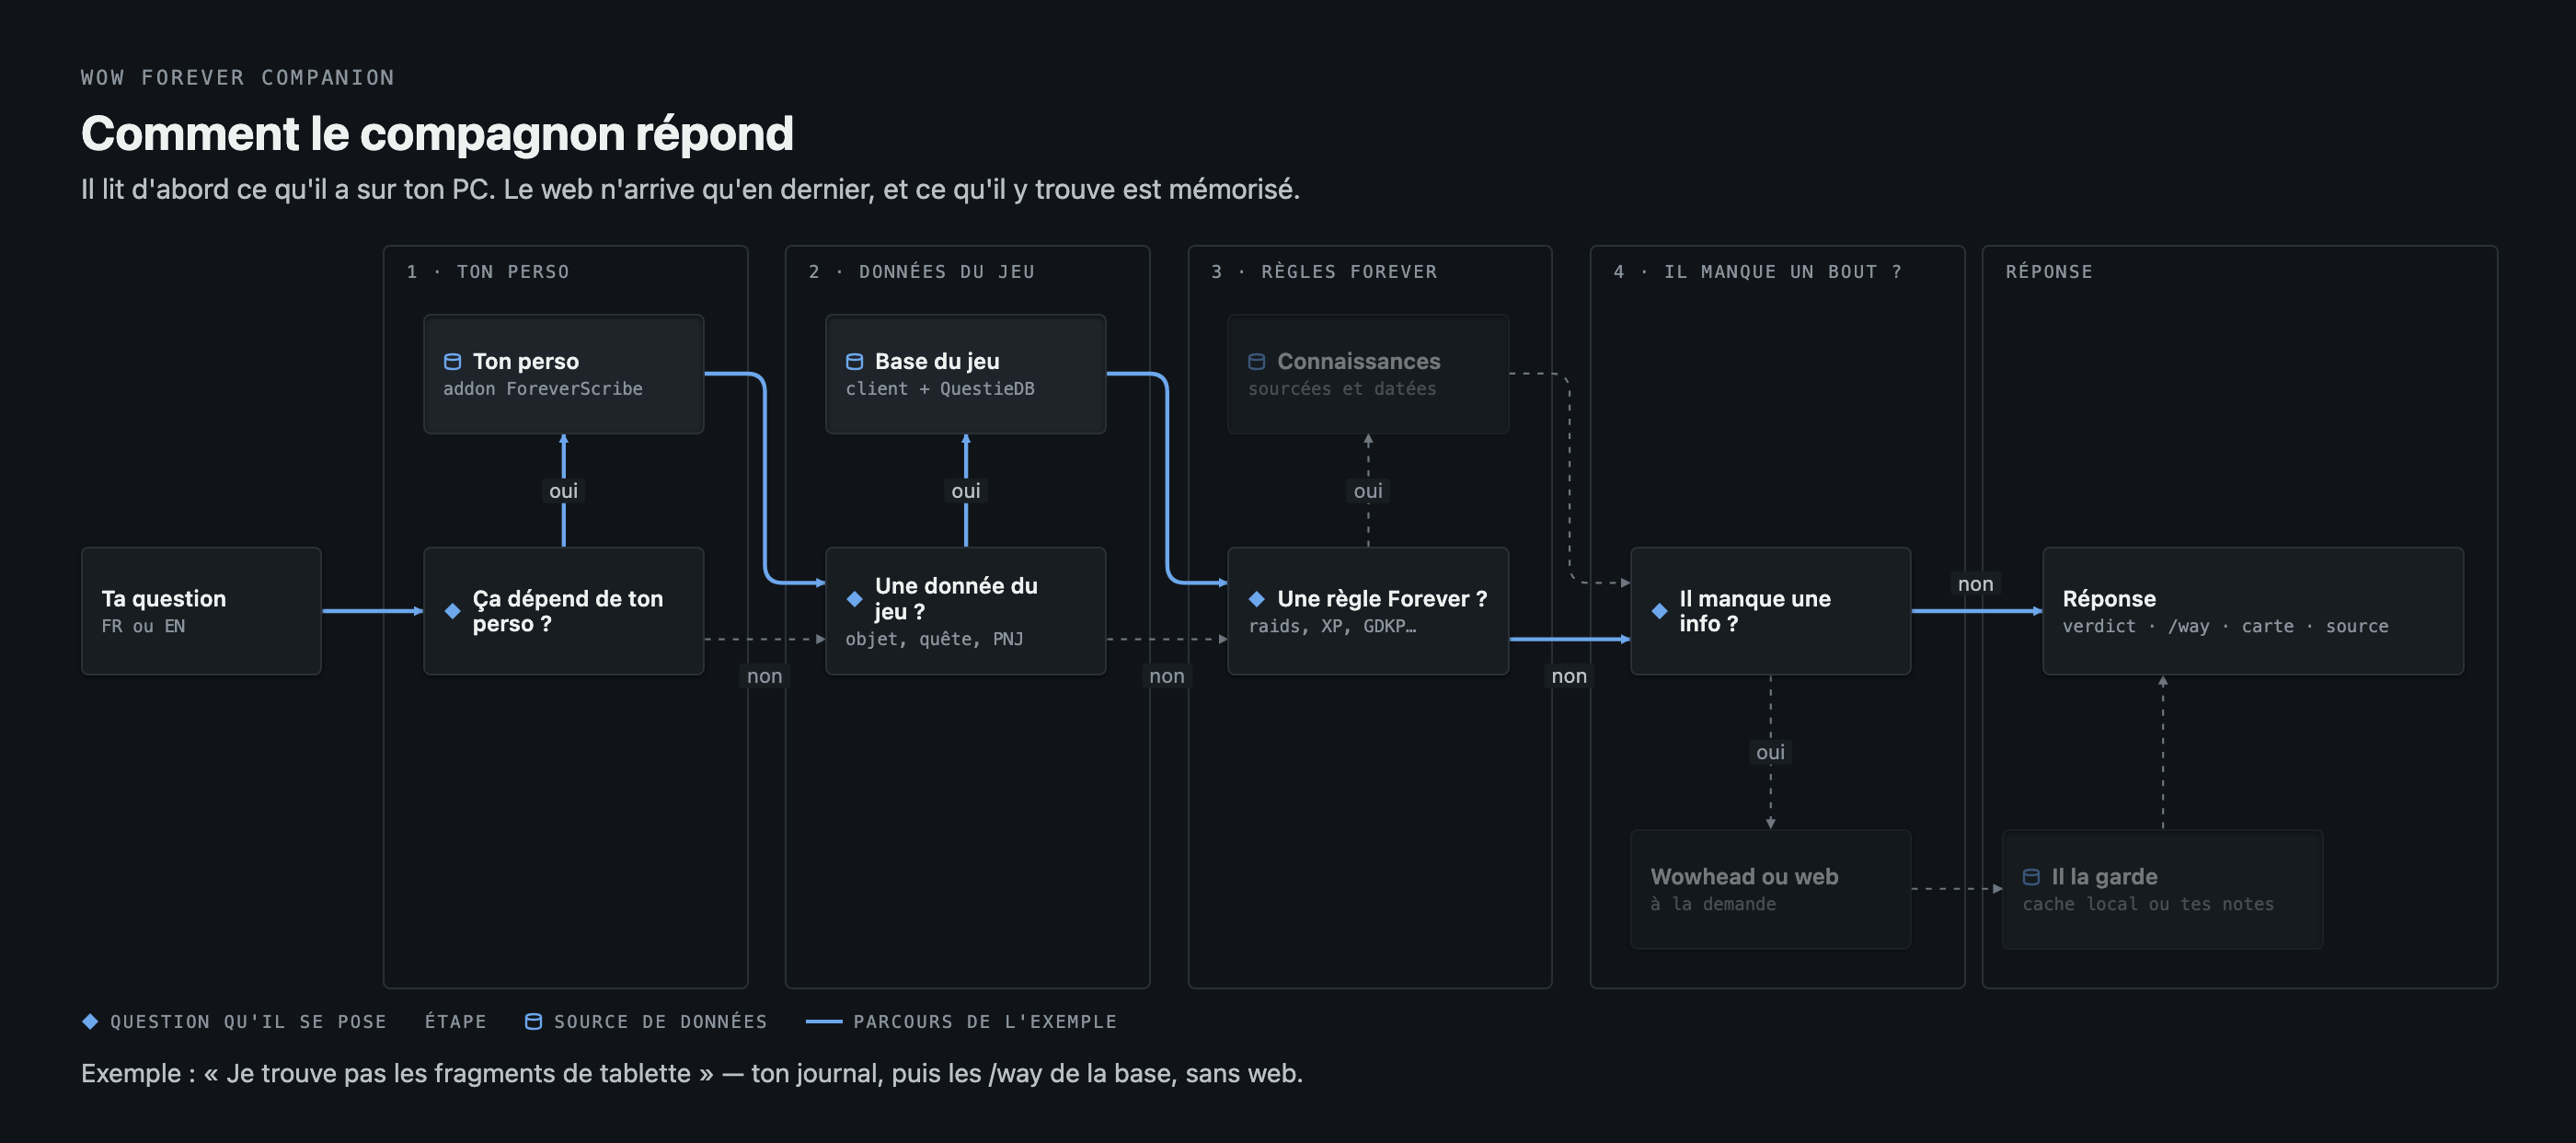 WOW FOREVER COMPANION
Comment le compagnon répond
Il lit d'abord ce qu'il a sur ton PC. Le web n'arrive qu'en dernier, et ce qu'il y trouve est mémorisé.
1 · TON PERSO
2 · DONNÉES DU JEU
3 · RÈGLES FOREVER
4 · IL MANQUE UN BOUT ?
RÉPONSE
Ton perso
addon ForeverScribe
Base du jeu
client + QuestieDB
Connaissances
sourcées et datées
oui
oui
oui
Ta question
FR ou EN
Ça dépend de ton
perso ?
non
Une donnée du
jeu ?
objet, quête, PNJ
non
Une règle Forever ?
raids, XP, GDKP…
non
Il manque une
info ?
non
Réponse
verdict · /way · carte · source
oui
Wowhead ou web
à la demande
Il la garde
cache local ou tes notes
QUESTION QU'IL SE POSE
ÉTAPE
SOURCE DE DONNÉES
PARCOURS DE L'EXEMPLE
Exemple : « Je trouve pas les fragments de tablette » — ton journal, puis les /way de la base, sans web.